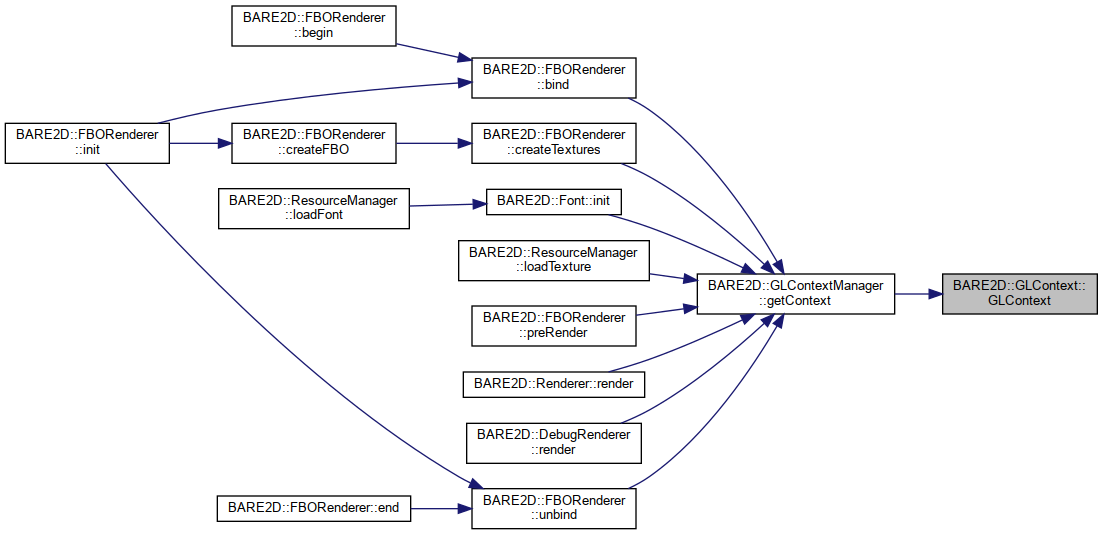 BARE2D::FBORenderer
::begin
BARE2D::FBORenderer
::bind
BARE2D::FBORenderer
::init
BARE2D::FBORenderer
::createFBO
BARE2D::FBORenderer
::createTextures
BARE2D::ResourceManager
::loadFont
BARE2D::Font::init
BARE2D::ResourceManager
::loadTexture
BARE2D::GLContextManager
::getContext
BARE2D::GLContext::
GLContext
BARE2D::FBORenderer
::preRender
BARE2D::Renderer::render
BARE2D::DebugRenderer
::render
BARE2D::FBORenderer::end
BARE2D::FBORenderer
::unbind